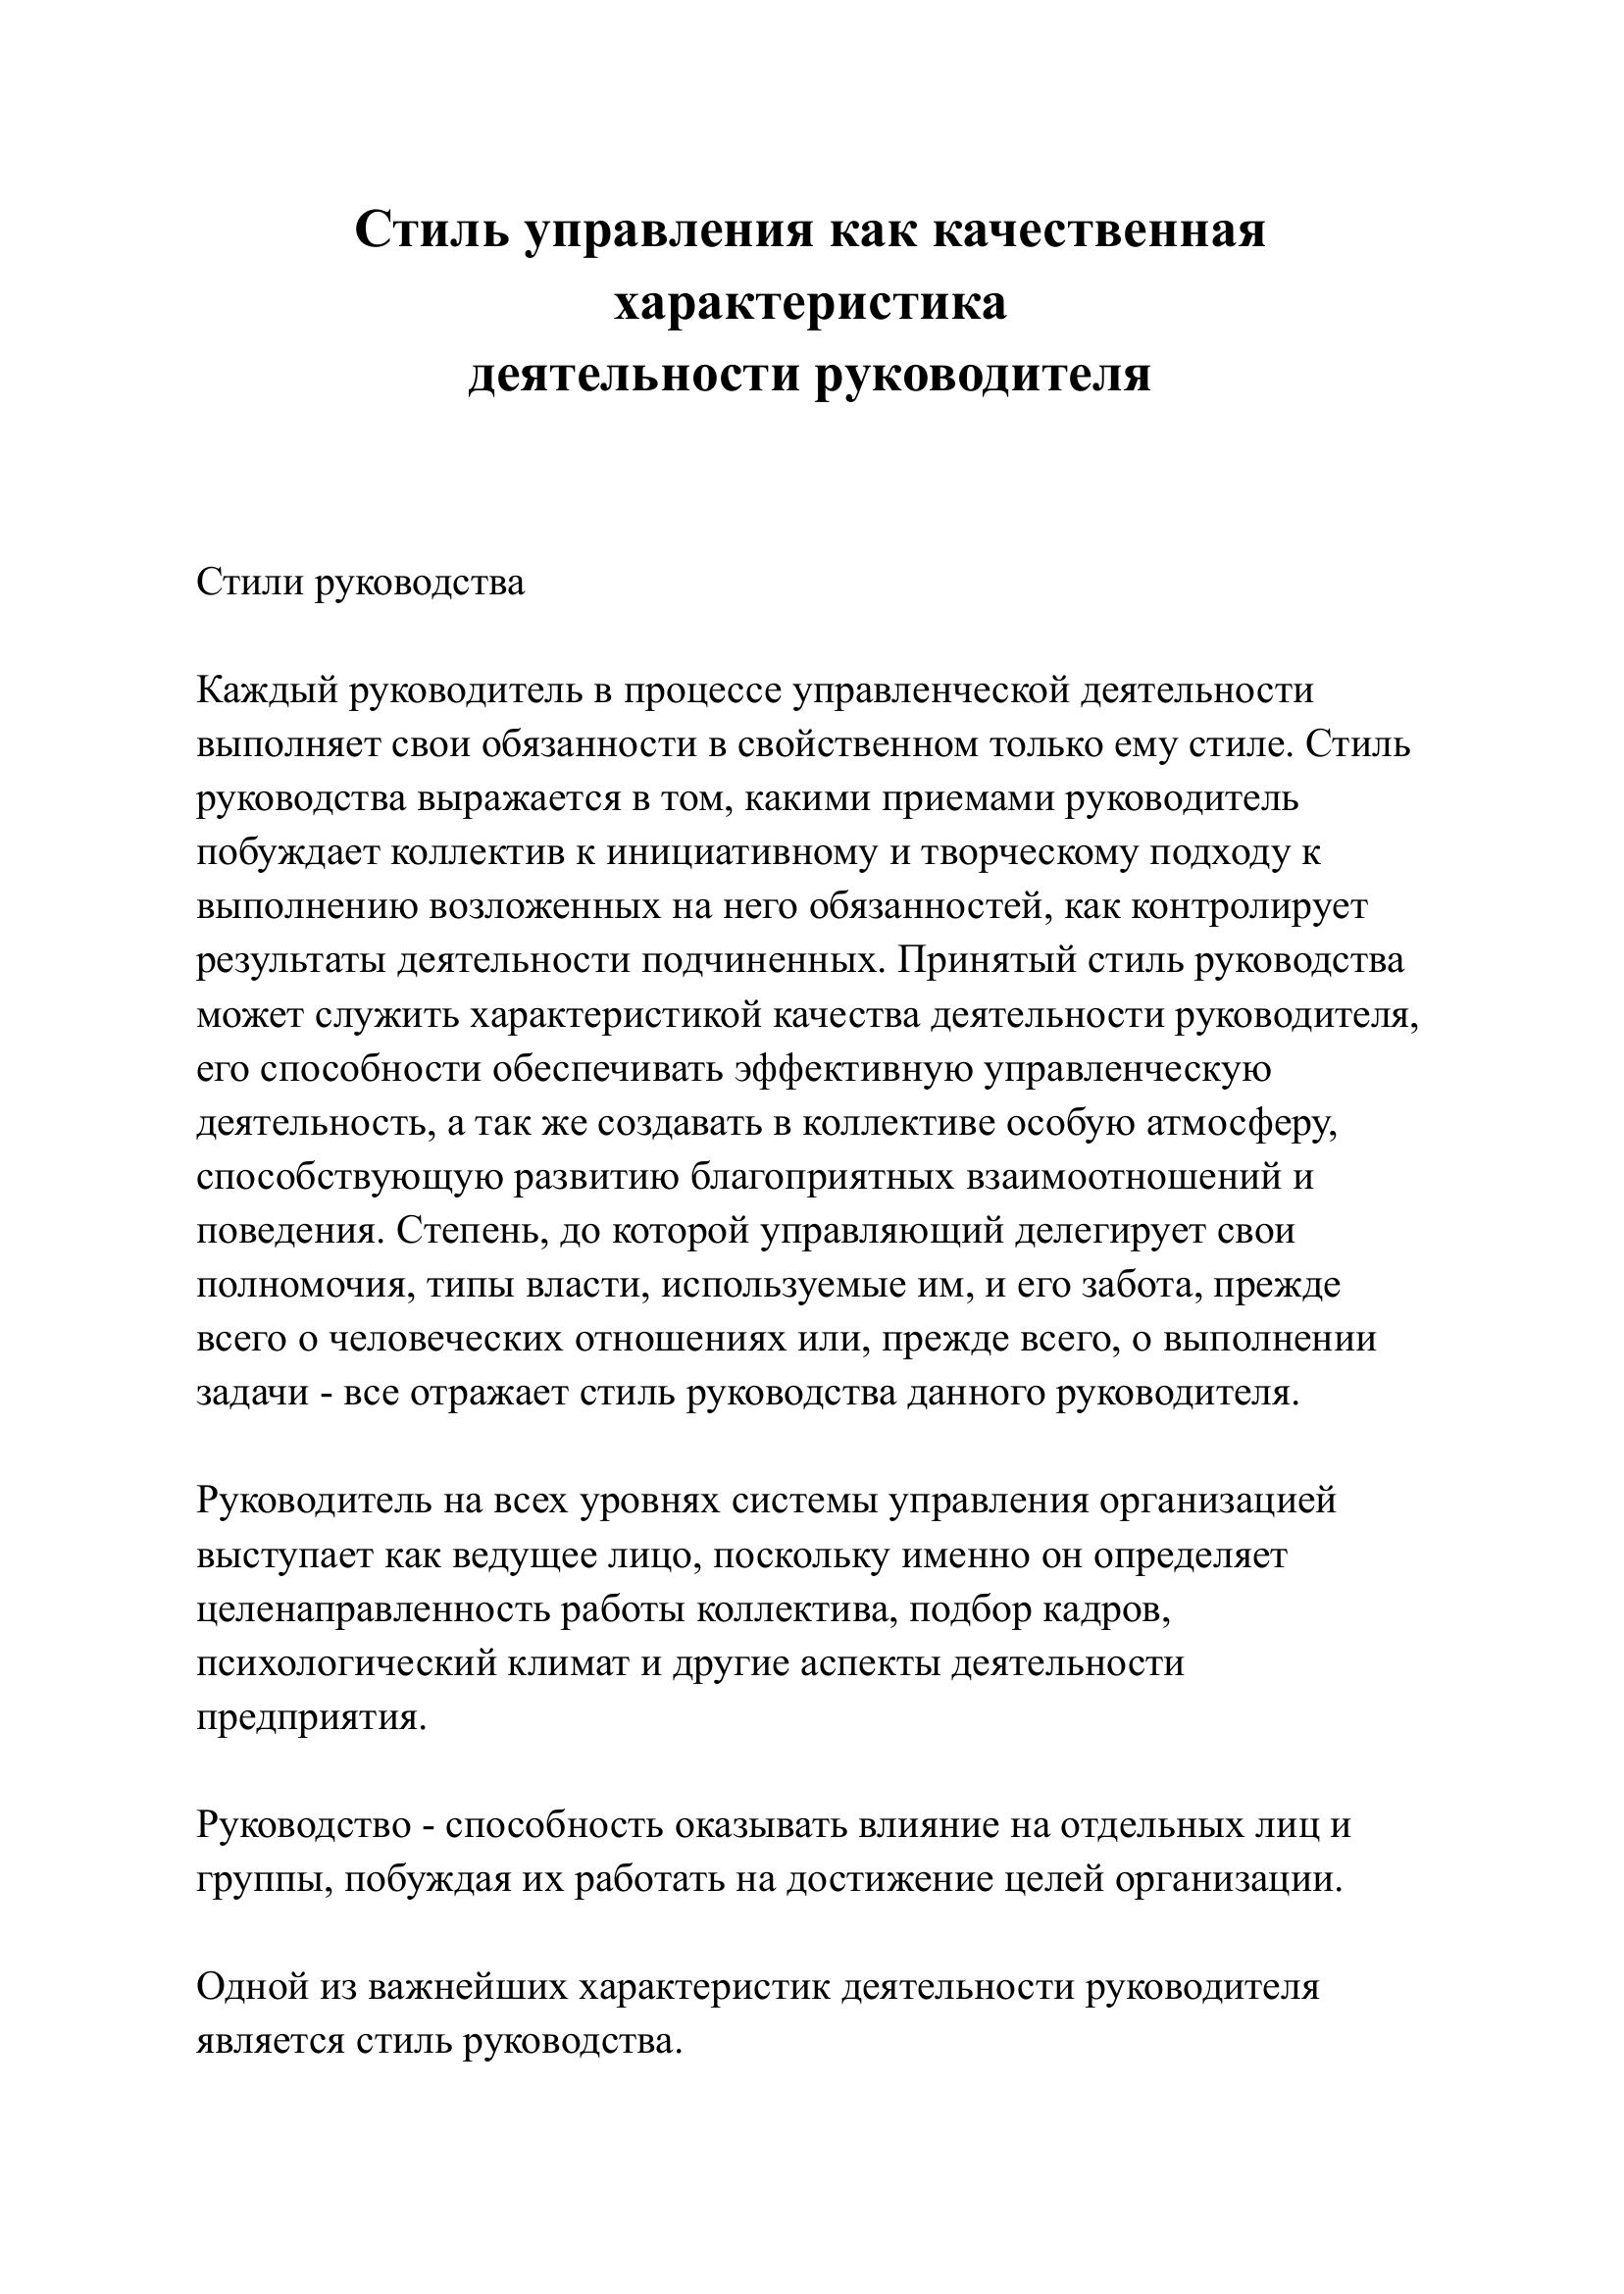 Стиль управления как качественная
характеристика
деятельности руководителя
Стили руководства
Каждый руководитель в процессе управленческой деятельности
выполняет свои обязанности в свойственном только ему стиле. Стиль
руководства выражается в том, какими приемами руководитель
побуждает коллектив к инициативному и творческому подходу к
выполнению возложенных на него обязанностей, как контролирует
результаты деятельности подчиненных. Принятый стиль руководства
может служить характеристикой качества деятельности руководителя,
его способности обеспечивать эффективную управленческую
деятельность, а так же создавать в коллективе особую атмосферу,
способствующую развитию благоприятных взаимоотношений и
поведения. Степень, до которой управляющий делегирует свои
полномочия, типы власти, используемые им, и его забота, прежде
всего о человеческих отношениях или, прежде всего, о выполнении
задачи - все отражает стиль руководства данного руководителя.
Руководитель на всех уровнях системы управления организацией
выступает как ведущее лицо, поскольку именно он определяет
целенаправленность работы коллектива, подбор кадров,
психологический климат и другие аспекты деятельности
предприятия.
Руководство - способность оказывать влияние на отдельных лиц и
группы, побуждая их работать на достижение целей организации.
Одной из важнейших характеристик деятельности руководителя
является стиль руководства.